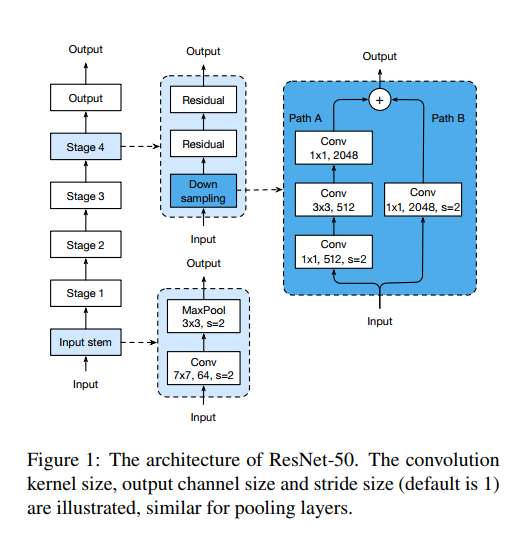 Output
Output
Stage 4
Stage 3
Stage 2
Stage 1
Input stem
Input
Output
Residual
Residual
Down
sampling
Input
Output
MaxPool
3x3, s=2
Conv
7x7, 64, s=2
Input
Output
+
Path A
Path B
Conv
1x1, 2048
Conv
3x3, 512
Conv
1x1, 2048, s=2
Conv
1x1, 512, s=2
Input
Figure 1: The architecture of ResNet-50. The convolution
kernel size, output channel size and stride size (default is 1)
are illustrated, similar for pooling layers.